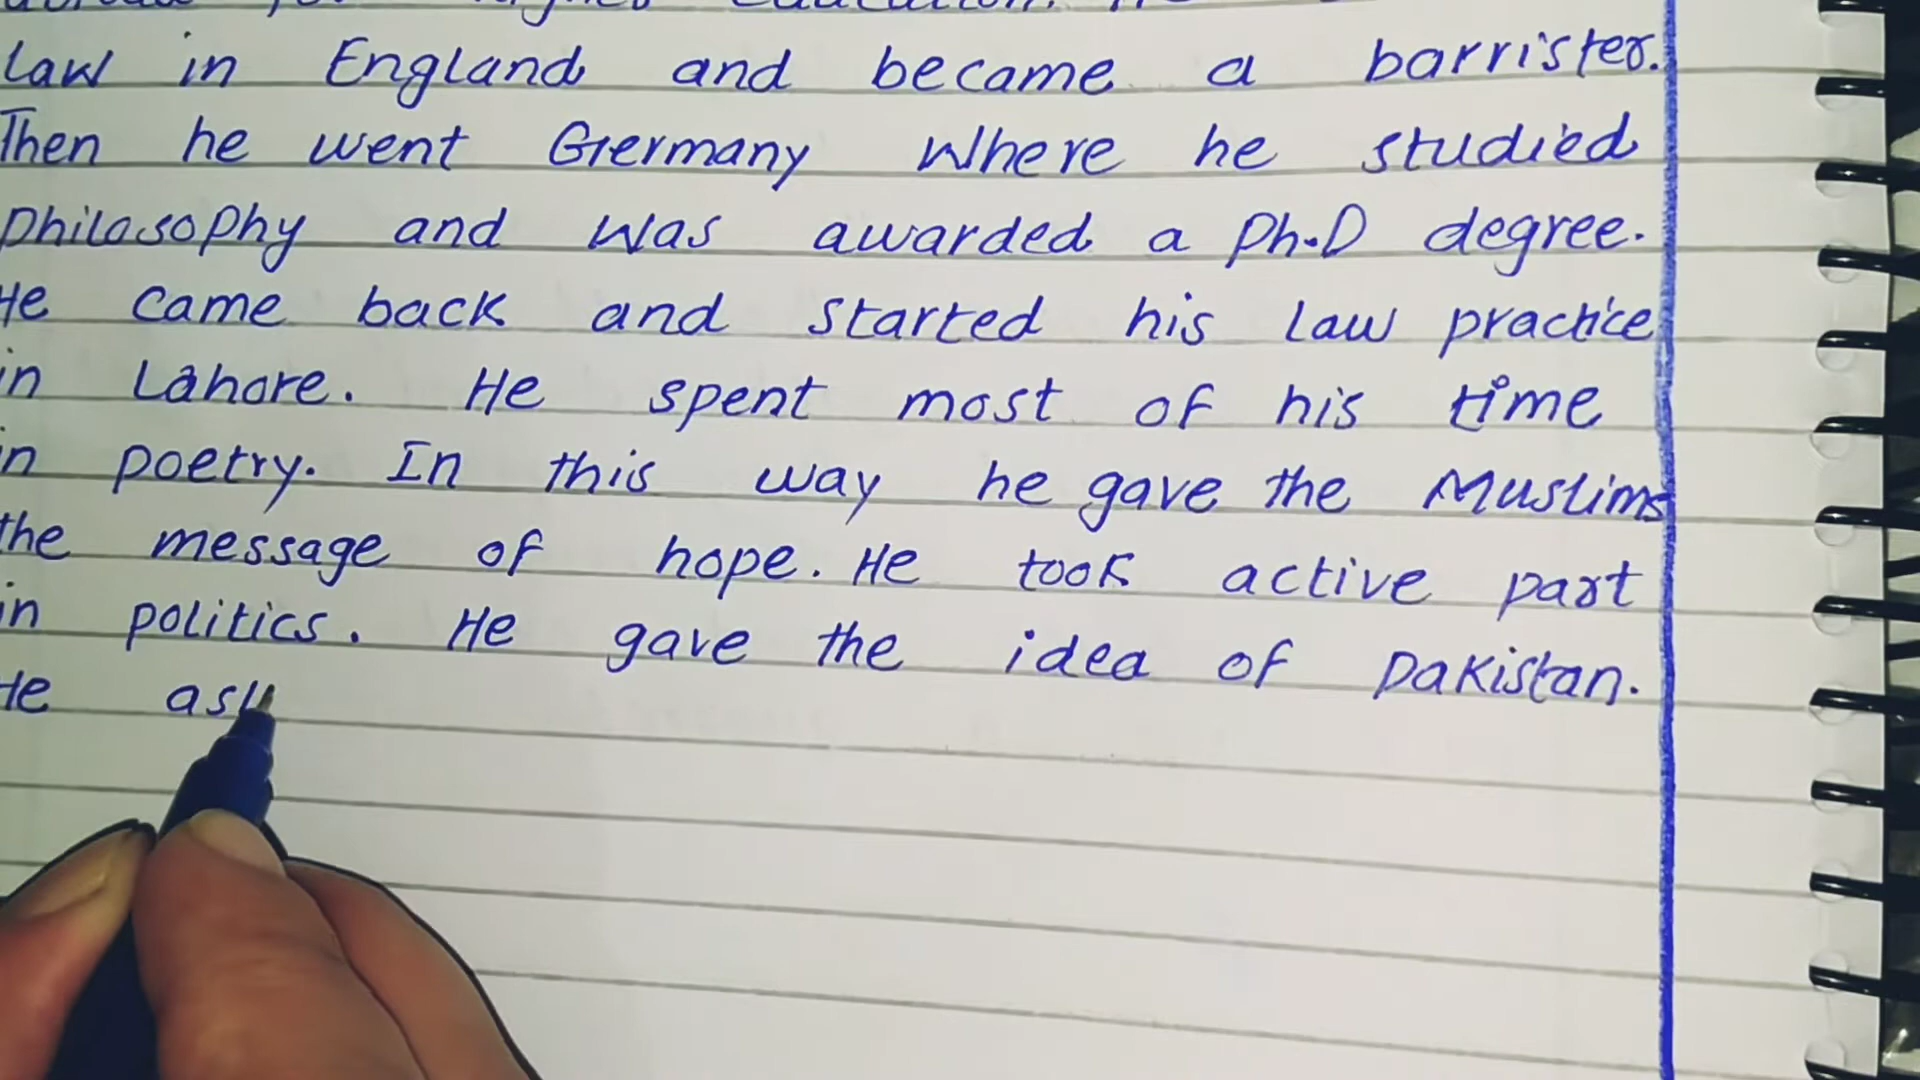 education.
law in England and became a barrister.
Then he went Germany where he studied
philosophy and was awarded a Ph.D degree.
He came back and started his law practice
in Lahore. He spent most of his time
in poetry. In this way he gave the Muslims
the message of hope. He took active part
in politics. He gave the idea of Pakistan.
He